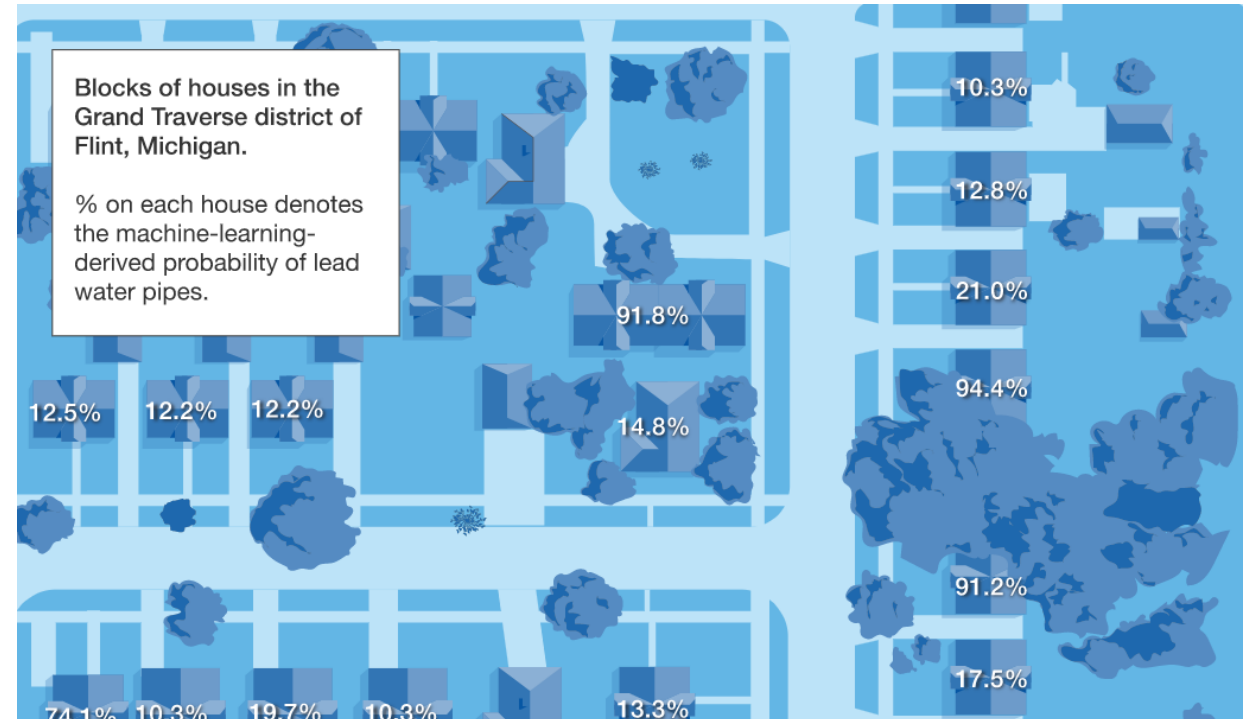 Blocks of houses in the
Grand Traverse district of
Flint, Michigan.
% on each house denotes
the machine-learning-
derived probability of lead
water pipes.
10.3%
12.8%
21.0%
91.8%
94.4%
12.5%
12.2%
12.2%
14.8%
91.2%
17.5%
74.1%
10.3%
19.7%
10.3%
13.3%